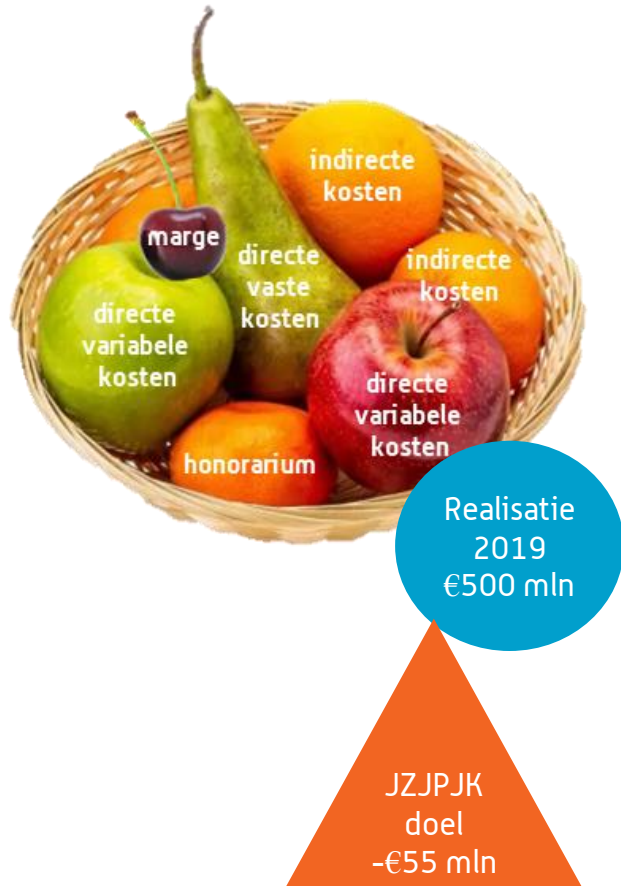 indirecte
kosten
marge
directe
vaste
kosten
indirecte
kosten
directe
variabele
kosten
directe
variabele
kosten
honorarium
Realisatie
2019
€500 mln
JZJPJK
doel
-€55 mln